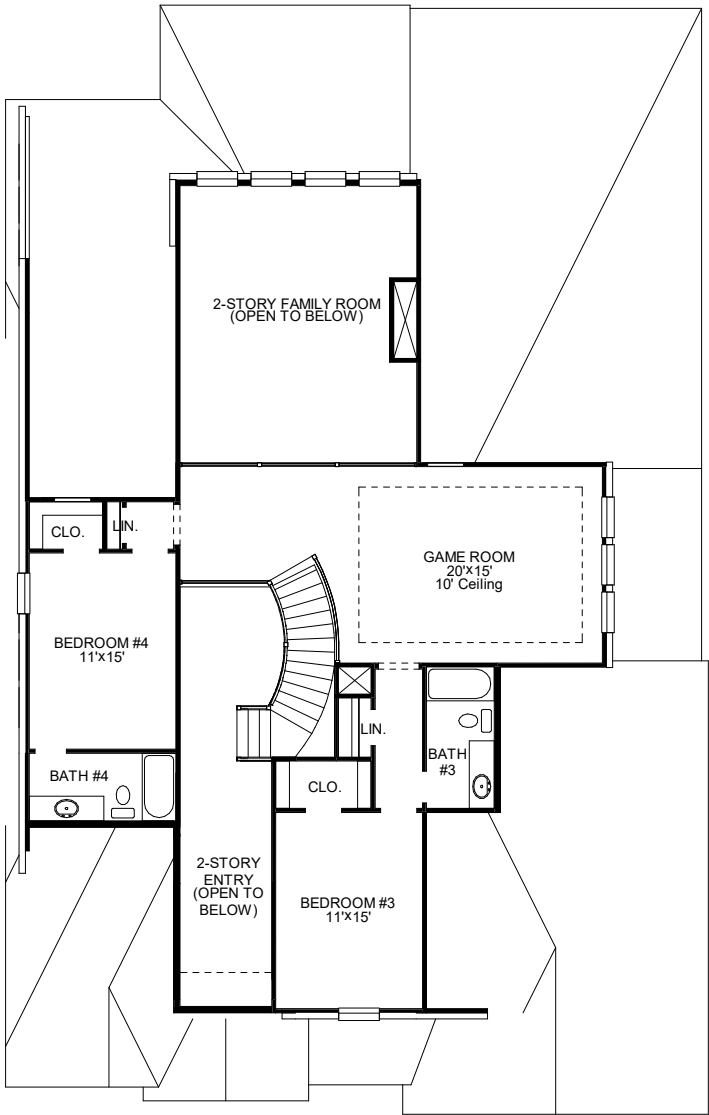 2-STORY FAMILY ROOM
(OPEN TO BELOW)
CLO.
LIN.
GAME ROOM
20'x15'
10' Ceiling
BEDROOM #4
11'x15'
LIN.
BATH
#3
BATH #4
CLO.
2-STORY
ENTRY
(OPEN TO
BELOW)
BEDROOM #3
11'x15'